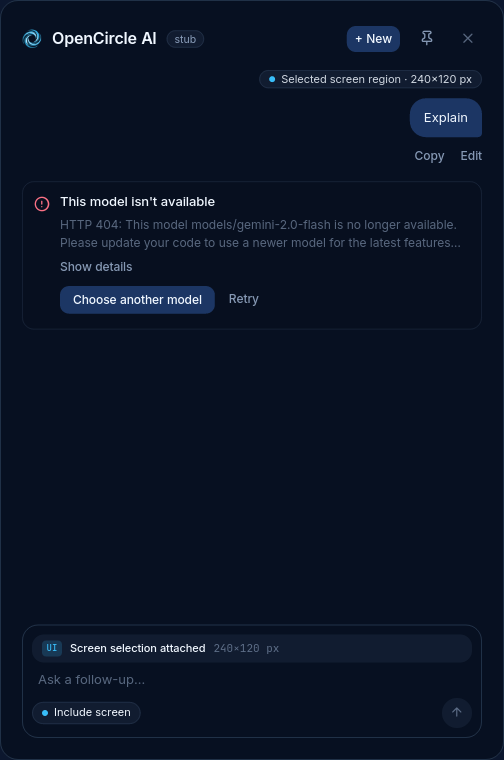 OpenCircle AI stub + New
Selected screen region · 240×120 px
Explain
Copy Edit
This model isn't available
HTTP 404: This model models/gemini-2.0-flash is no longer available.
Please update your code to use a newer model for the latest features...
Show details
Choose another model Retry
UI Screen selection attached 240×120 px
Ask a follow-up...
Include screen